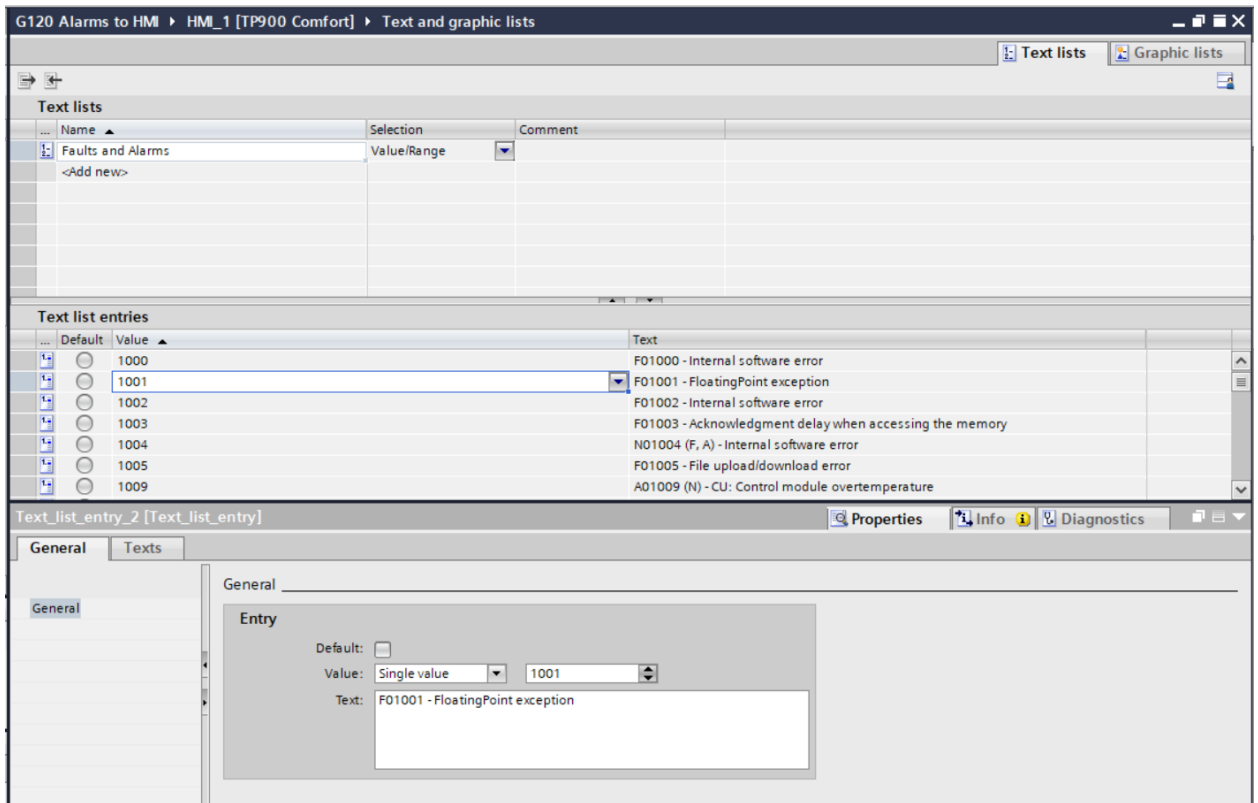 G120 Alarms to HMI ▸ HMI_1 [TP900 Comfort] ▸ Text and graphic lists
Text lists Graphic lists
Text lists
... Name Selection Comment
Faults and Alarms Value/Range
<Add new>
Text list entries
... Default Value Text
1000 F01000 - Internal software error
1001 F01001 - FloatingPoint exception
1002 F01002 - Internal software error
1003 F01003 - Acknowledgment delay when accessing the memory
1004 N01004 (F, A) - Internal software error
1005 F01005 - File upload/download error
1009 A01009 (N) - CU: Control module overtemperature
Text_list_entry_2 [Text_list_entry] Properties Info Diagnostics
General Texts
General
General
Entry
Default:
Value: Single value 1001
Text: F01001 - FloatingPoint exception